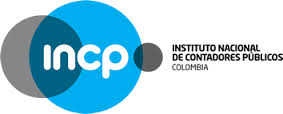 incp
INSTITUTO NACIONAL
DE CONTADORES PÚBLICOS
COLOMBIA